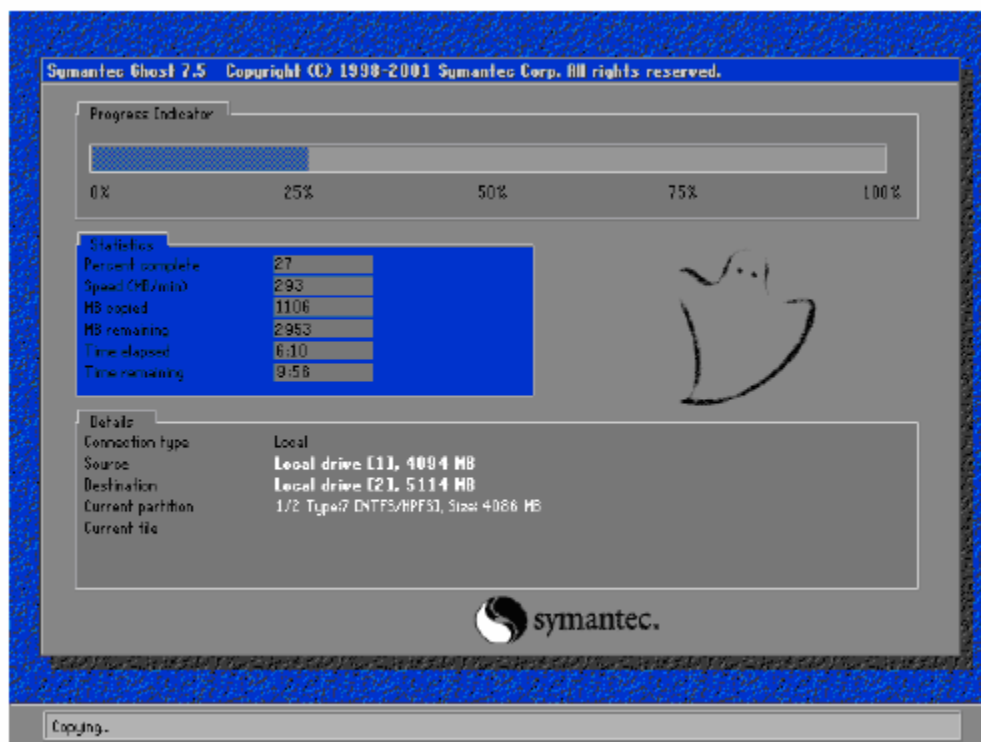 Symantec Ghost 7.5 Copyright (C) 1998-2001 Symantec Corp. All rights reserved.
Progress Indicator
0% 25% 50% 75% 100%
Statistics
Percent complete 27
Speed (MB/min) 293
MB copied 1106
MB remaining 2953
Time elapsed 6:10
Time remaining 9:58
Details
Connection type Local
Source Local drive [1], 4094 MB
Destination Local drive [2], 5114 MB
Current partition 1/2 Type:7 [NTFS/HPFS], Size: 4086 MB
Current file
symantec.
Copying..